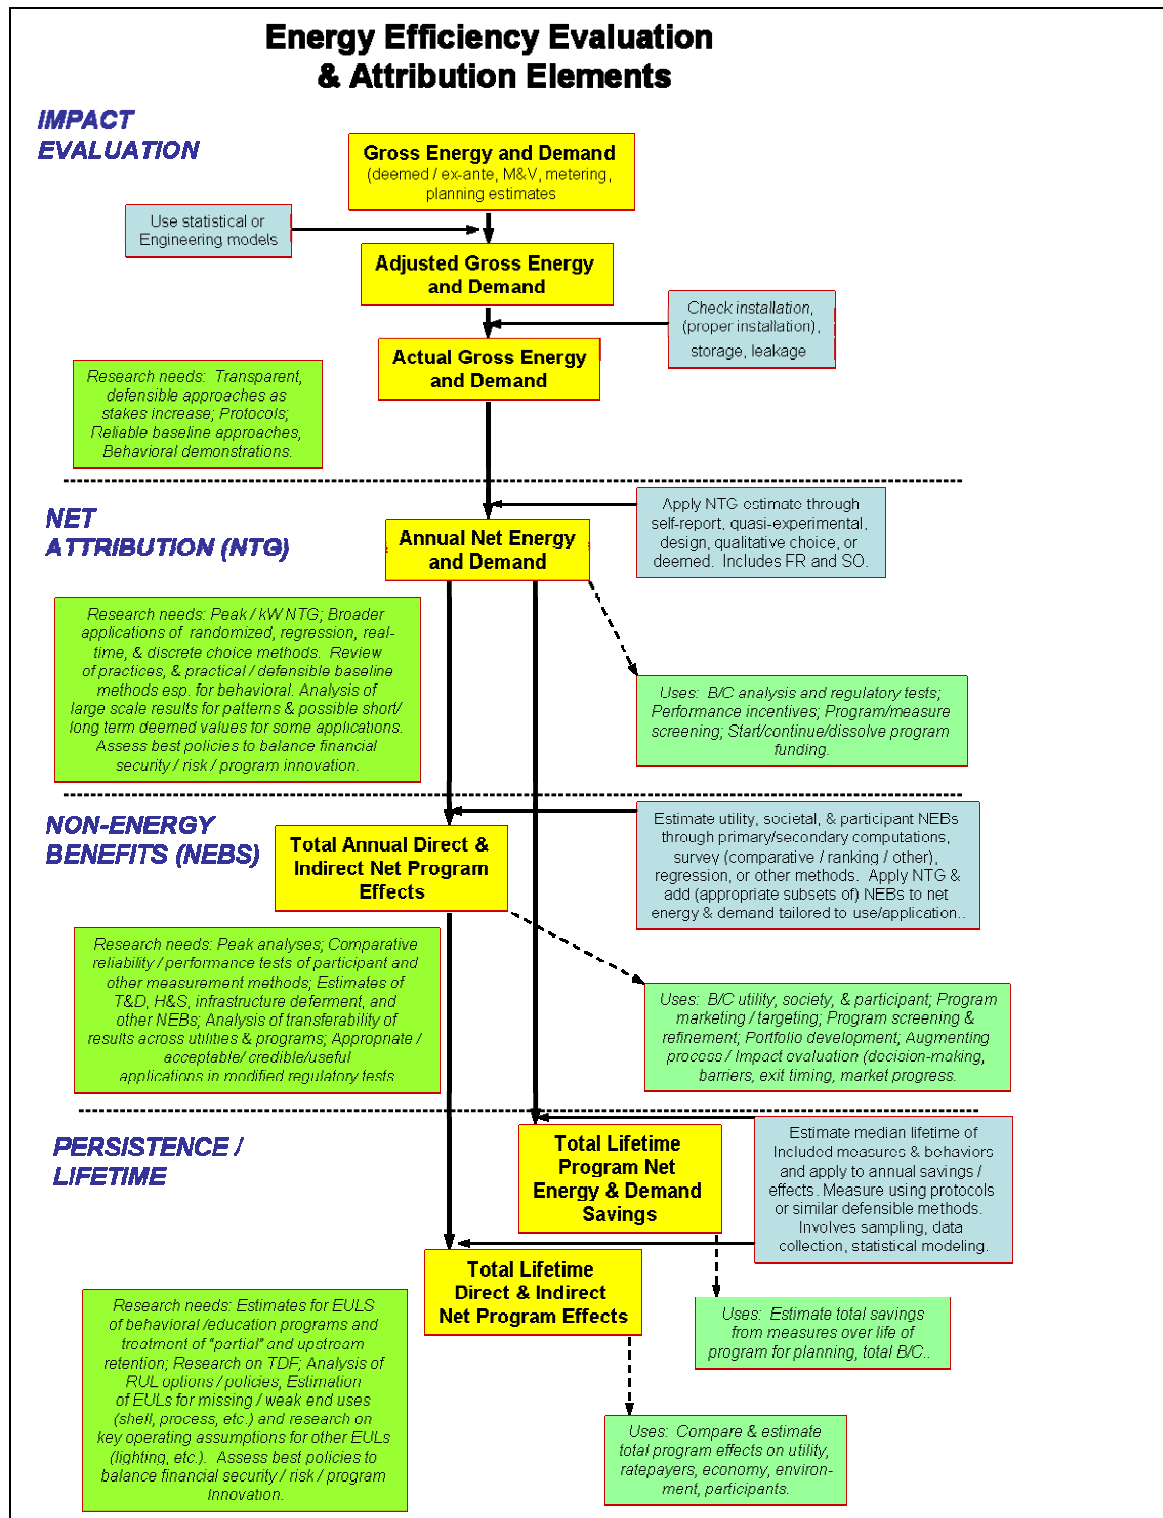 Energy Efficiency Evaluation
& Attribution Elements
IMPACT
EVALUATION
Gross Energy and Demand
(deemed / ex-ante, M&V, metering,
planning estimates
Use statistical or
Engineering models
Adjusted Gross Energy
and Demand
Check installation,
(proper installation),
storage, leakage
Actual Gross Energy
and Demand
Research needs: Transparent,
defensible approaches as
stakes increase; Protocols;
Reliable baseline approaches,
Behavioral demonstrations.
NET
ATTRIBUTION (NTG)
Apply NTG estimate through
self-report, quasi-experimental,
design, qualitative choice, or
deemed. Includes FR and SO.
Annual Net Energy
and Demand
Research needs: Peak / kW NTG; Broader
applications of randomized, regression, real-
time, & discrete choice methods. Review
of practices, & practical / defensible baseline
methods esp. for behavioral. Analysis of
large scale results for patterns & possible short/
long term deemed values for some applications.
Assess best policies to balance financial
security / risk / program innovation.
Uses: B/C analysis and regulatory tests;
Performance incentives; Program/measure
screening; Start/continue/dissolve program
funding.
NON-ENERGY
BENEFITS (NEBS)
Total Annual Direct &
Indirect Net Program
Effects
Estimate utility, societal, & participant NEBs
through primary/secondary computations,
survey (comparative / ranking / other),
regression, or other methods. Apply NTG &
add (appropriate subsets of) NEBs to net
energy & demand tailored to use/application..
Research needs: Peak analyses; Comparative
reliability / performance tests of participant and
other measurement methods; Estimates of
T&D, H&S, infrastructure deferment, and
other NEBs; Analysis of transferability of
results across utilities & programs; Appropriate /
acceptable/ credible/useful
applications in modified regulatory tests
Uses: B/C utility, society, & participant; Program
marketing / targeting; Program screening &
refinement; Portfolio development; Augmenting
process / Impact evaluation (decision-making,
barriers, exit timing, market progress.
PERSISTENCE /
LIFETIME
Total Lifetime
Program Net
Energy & Demand
Savings
Estimate median lifetime of
Included measures & behaviors
and apply to annual savings /
effects. Measure using protocols
or similar defensible methods.
Involves sampling, data
collection, statistical modeling.
Total Lifetime
Direct & Indirect
Net Program Effects
Research needs: Estimates for EULS
of behavioral /education programs and
treatment of "partial" and upstream
retention; Research on TDF; Analysis of
RUL options / policies, Estimation
of EULs for missing / weak end uses
(shell, process, etc.) and research on
key operating assumptions for other EULs
(lighting, etc.). Assess best policies to
balance financial security / risk / program
Innovation.
Uses: Estimate total savings
from measures over life of
program for planning, total B/C..
Uses: Compare & estimate
total program effects on utility,
ratepayers, economy, environ-
ment, participants.